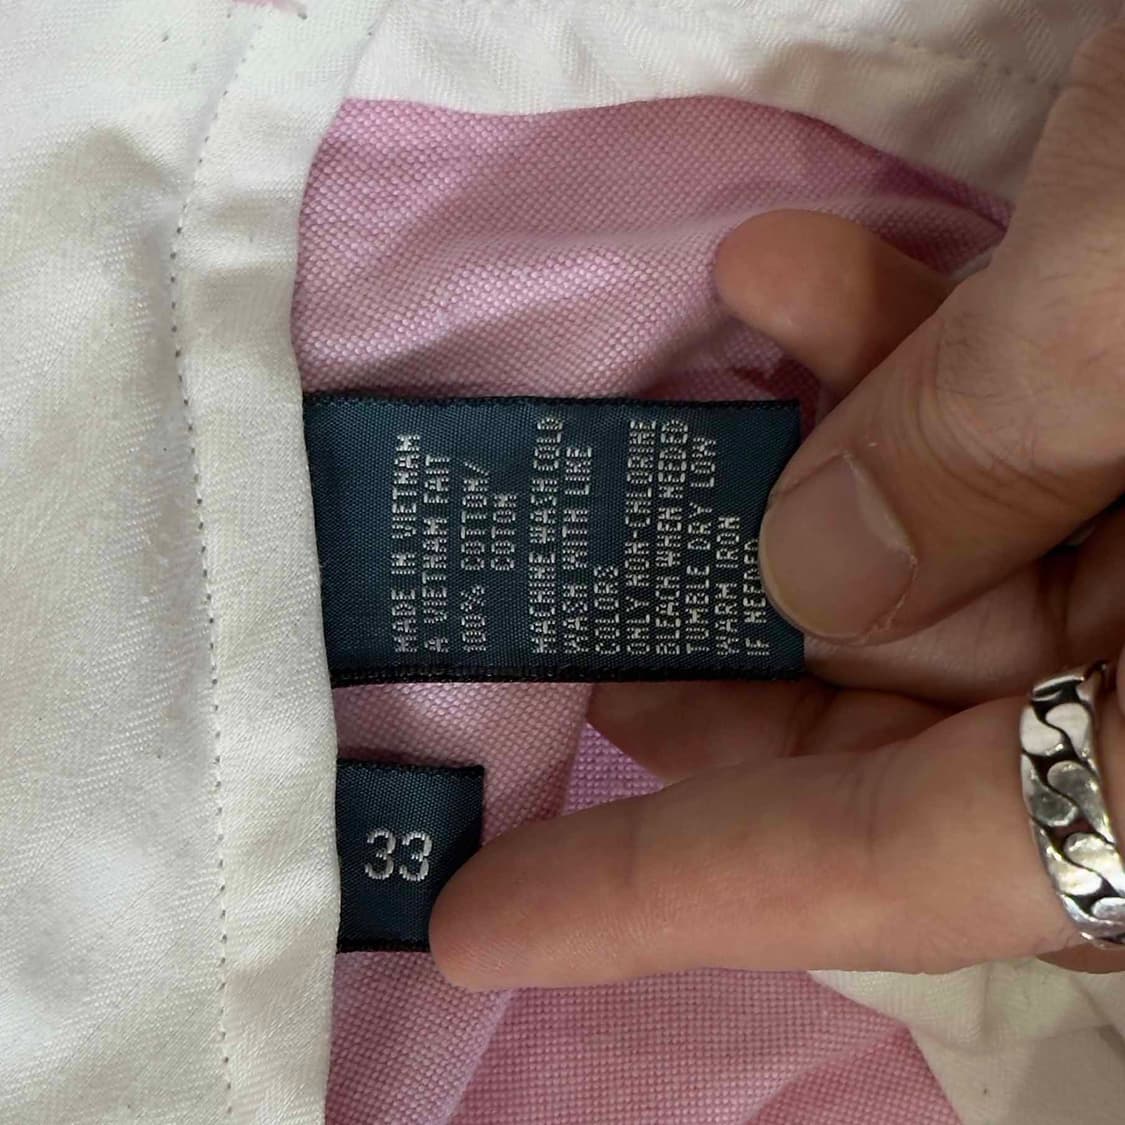 MADE IN VIETNAM
A VIETNAM FAIT
100% COTTON/
COTON
MACHINE WASH COLD
WASH WITH LIKE
COLORS
ONLY NON-CHLORINE
BLEACH WHEN NEEDED
TUMBLE DRY LOW
WARM IRON
IF NEEDED
33